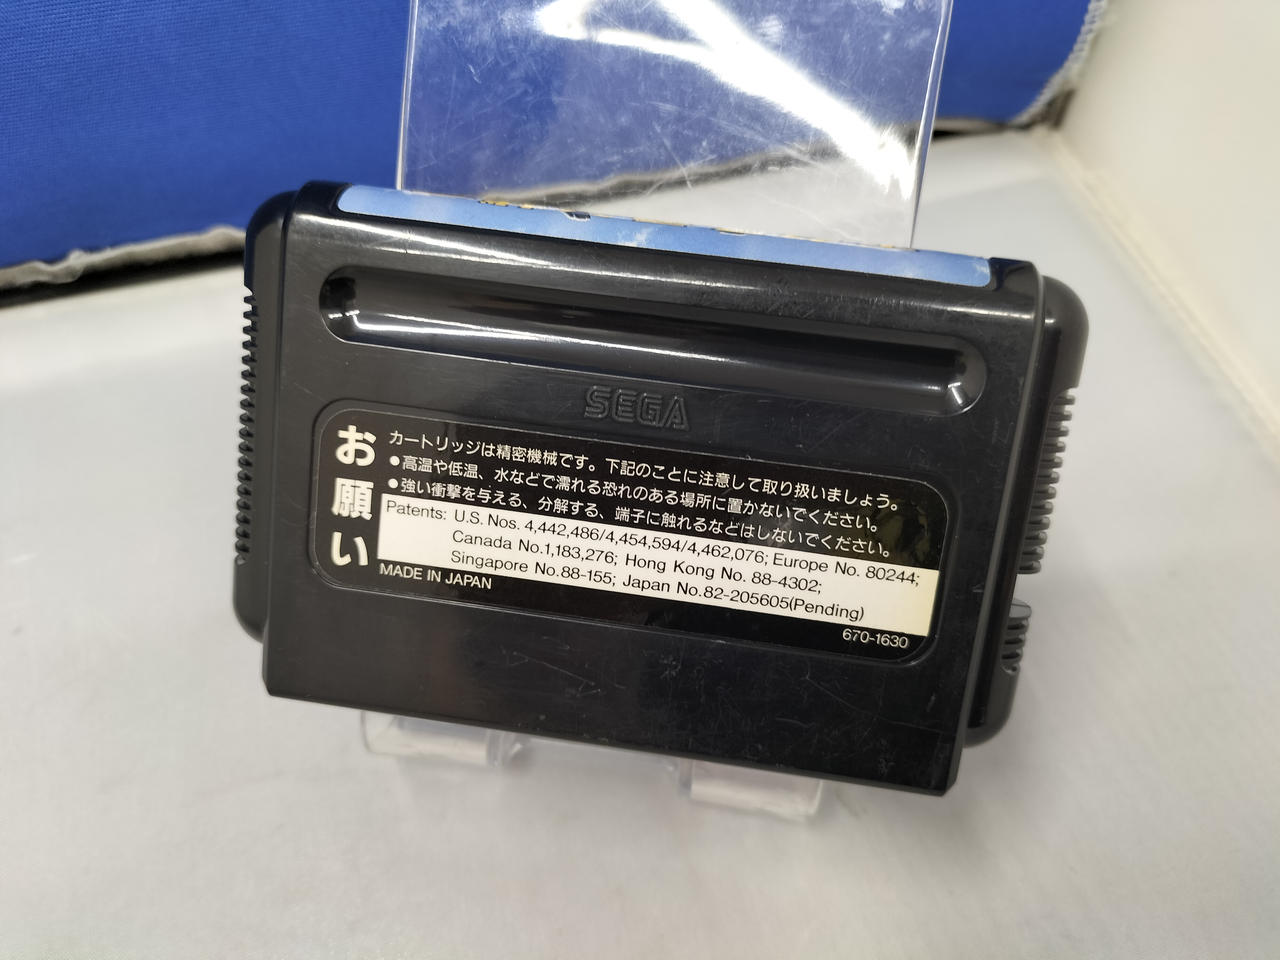 SEGA
お願い
カートリッジは精密機械です。下記のことに注意して取り扱いましょう。
●高温や低温、水などで濡れる恐れのある場所に置かないでください。
●強い衝撃を与える、分解する、端子に触れるなどはしないでください。
Patents: U.S. Nos. 4,442,486/4,454,594/4,462,076; Europe No. 80244;
Canada No.1,183,276; Hong Kong No. 88-4302;
Singapore No.88-155; Japan No.82-205605(Pending)
MADE IN JAPAN
670-1630